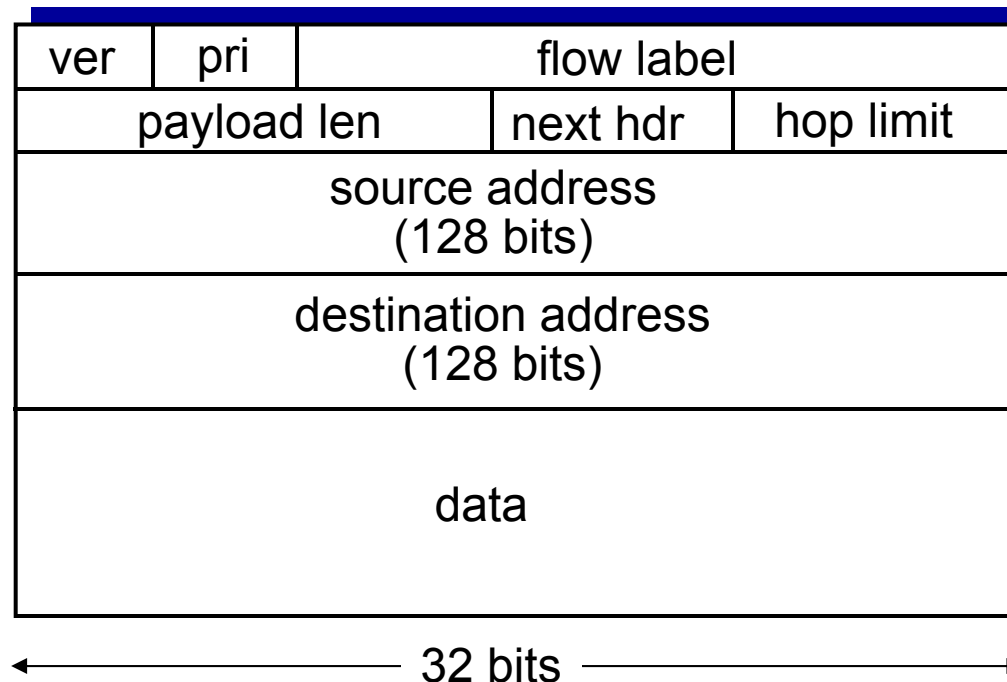 ver pri flow label
payload len next hdr hop limit
source address
(128 bits)
destination address
(128 bits)
data
32 bits